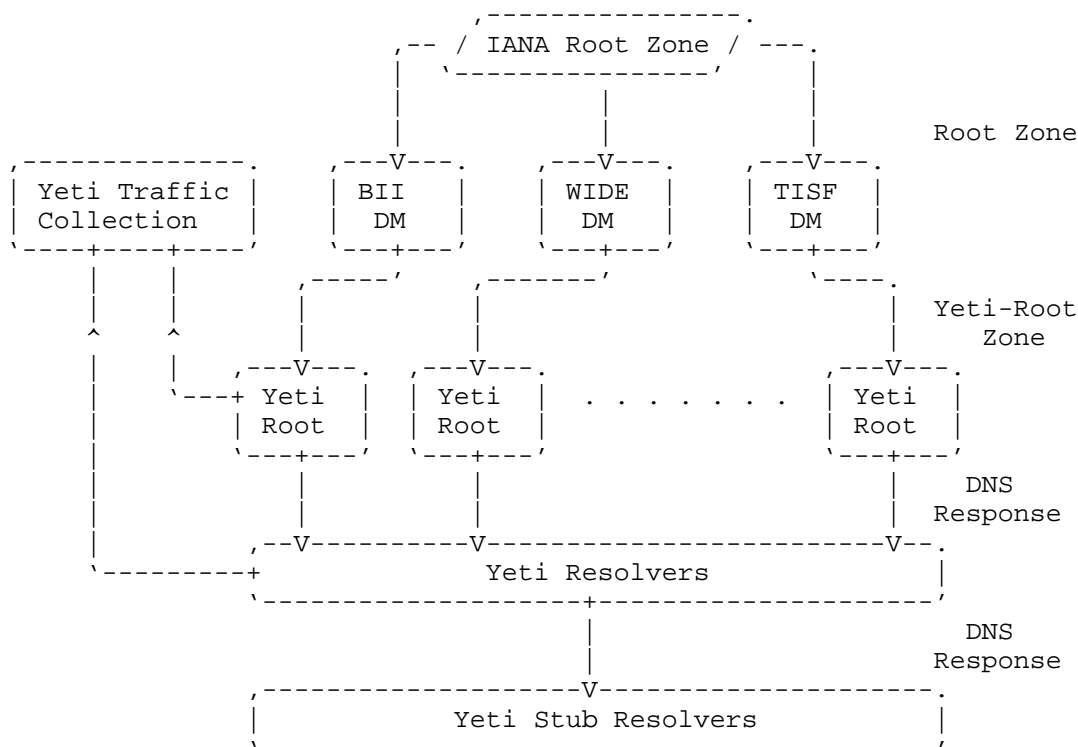 IANA Root Zone
Root Zone
Yeti Traffic
Collection
BII
DM
WIDE
DM
TISF
DM
Yeti-Root
Zone
Yeti
Root
Yeti
Root
. . . . . . .
Yeti
Root
DNS
Response
Yeti Resolvers
DNS
Response
Yeti Stub Resolvers